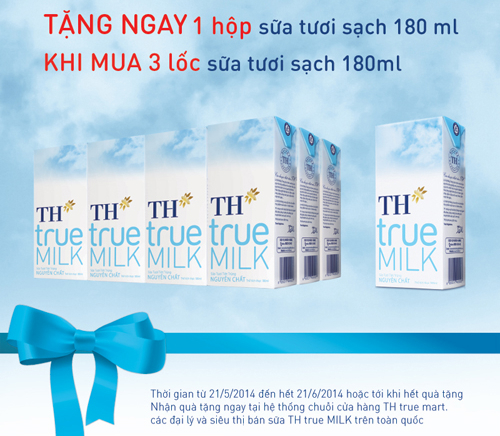 TẶNG NGAY 1 hộp sữa tươi sạch 180 ml
KHI MUA 3 lốc sữa tươi sạch 180ml
TH TH TH TH TH
true true true true true
MILK MILK MILK MILK MILK
NGUYÊN CHẤT NGUYÊN CHẤT NGUYÊN CHẤT
Thời gian từ 21/5/2014 đến hết 21/6/2014 hoặc tới khi hết quà tặng
Nhận quà tặng ngay tại hệ thống chuỗi cửa hàng TH true mart.
các đại lý và siêu thị bán sữa TH true MILK trên toàn quốc